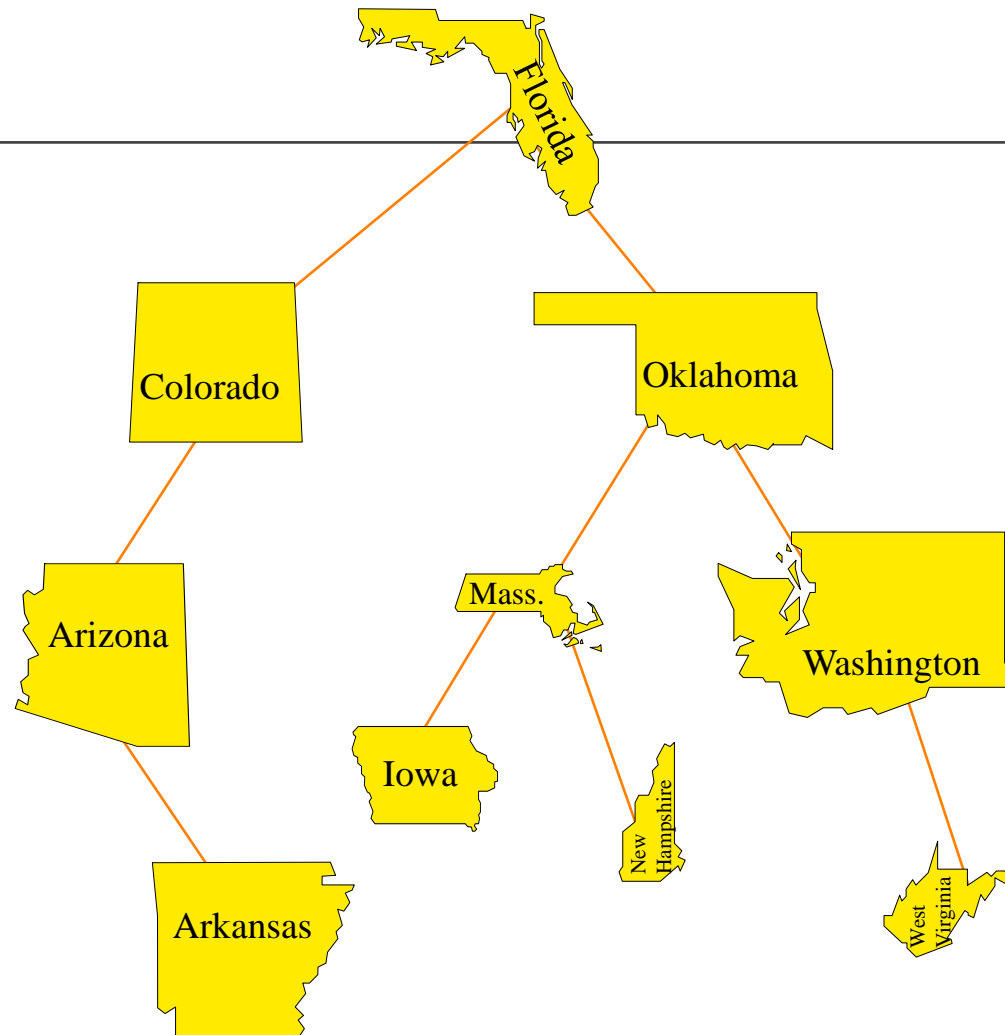 Florida
Colorado
Oklahoma
Arizona
Mass.
Washington
Iowa
New
Hampshire
Arkansas
West
Virginia